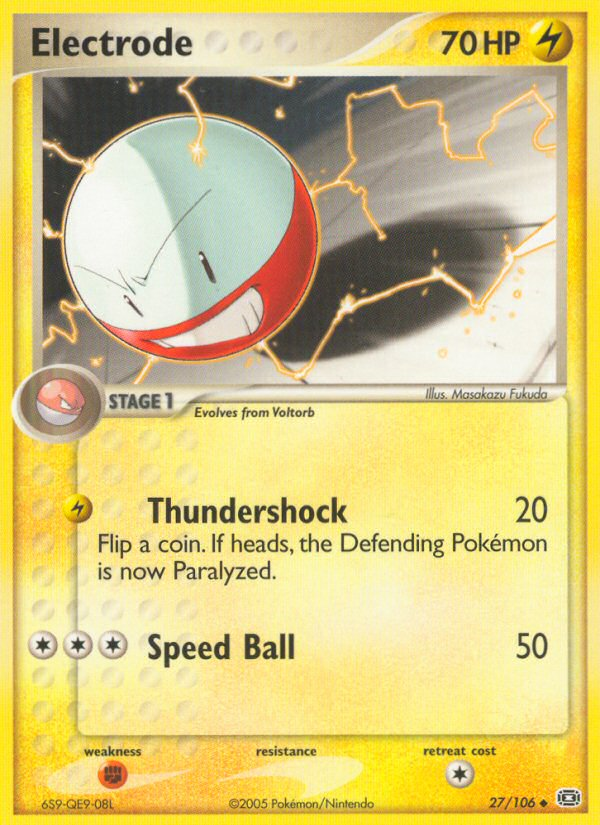 Electrode 70 HP
Illus. Masakazu Fukuda
STAGE 1
Evolves from Voltorb
Thundershock 20
Flip a coin. If heads, the Defending Pokémon
is now Paralyzed.
Speed Ball 50
weakness resistance retreat cost
6S9-QE9-08L ©2005 Pokémon/Nintendo 27/106